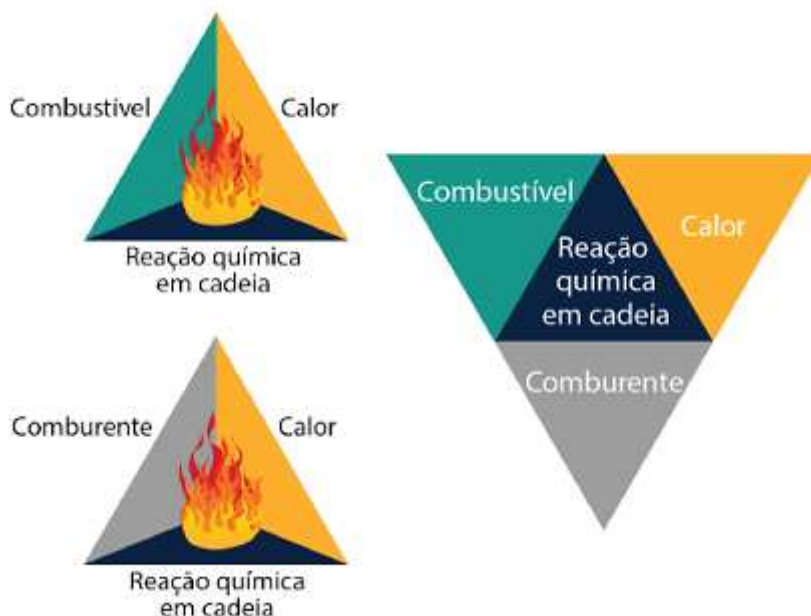 Combustível
Calor
Reação química
em cadeia
Comburente
Calor
Reação química
em cadeia
Combustível
Calor
Reação
química
em cadeia
Comburente